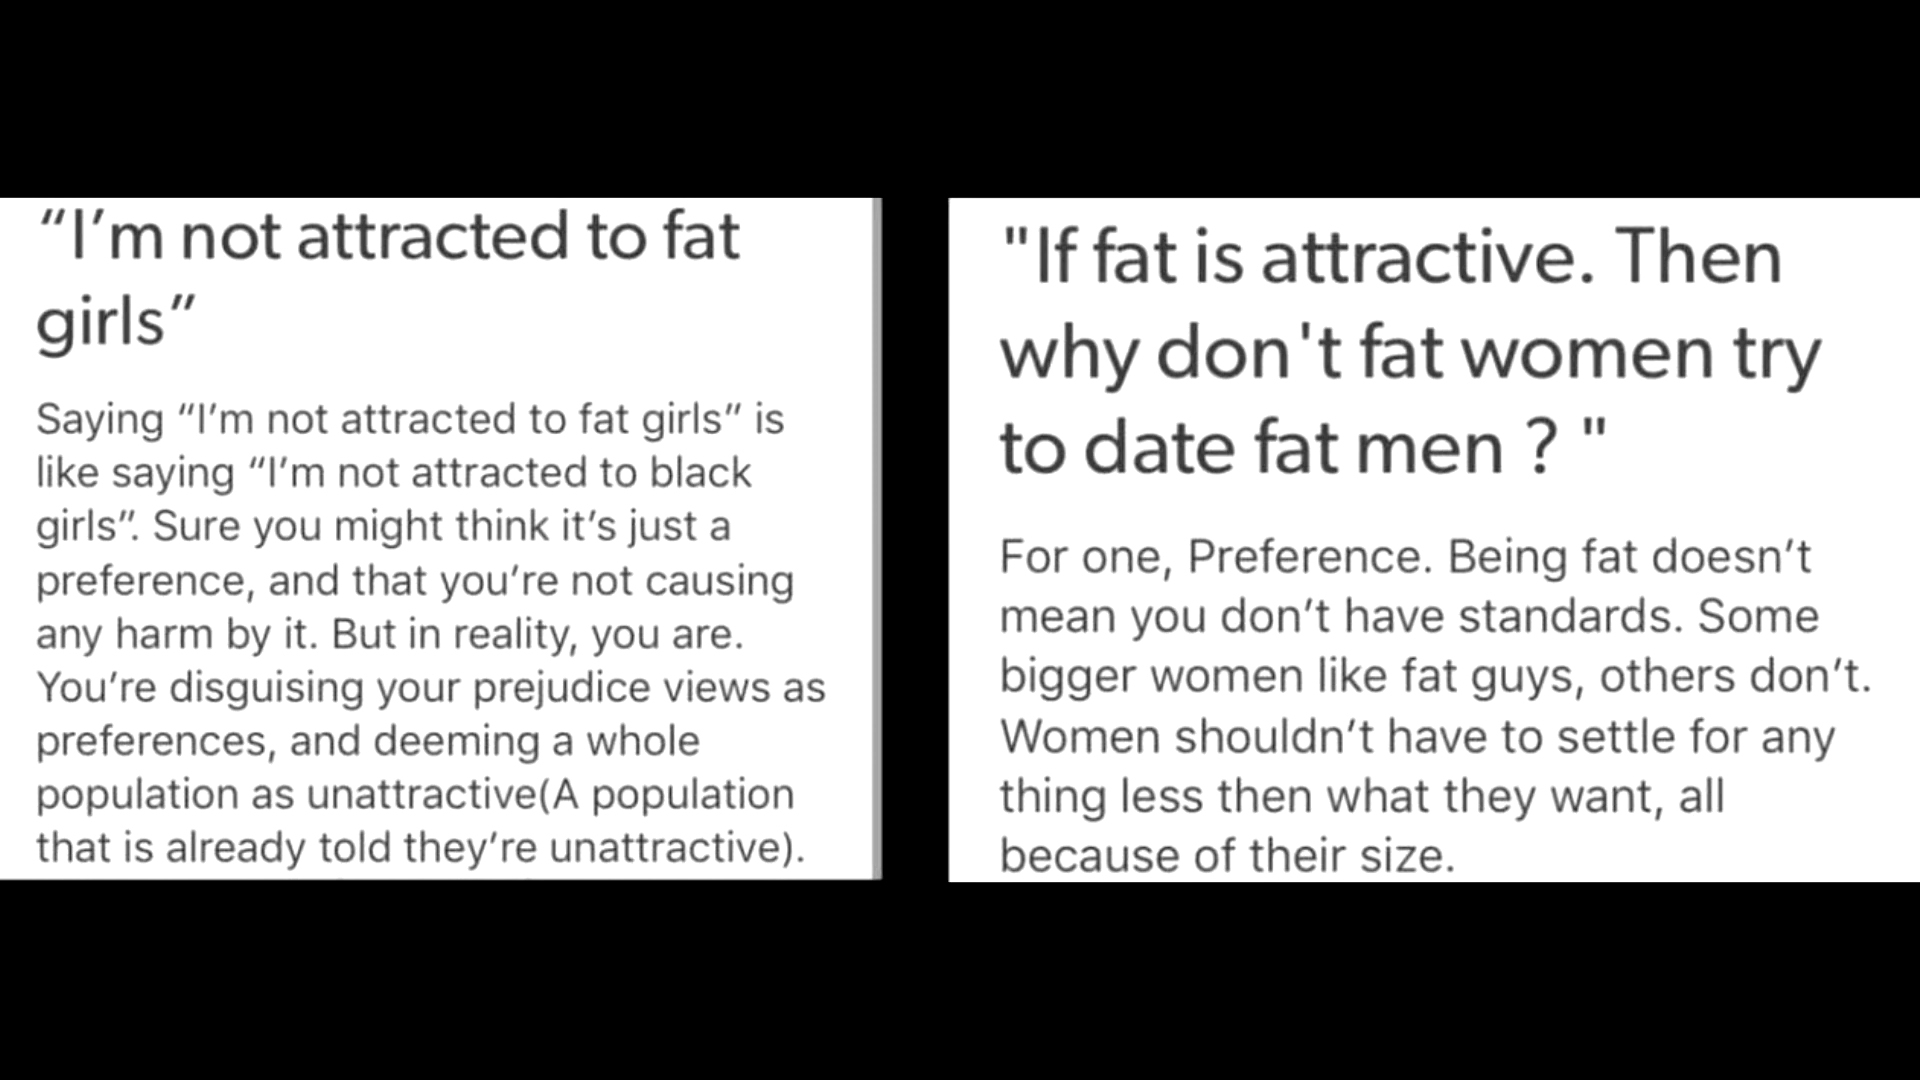 “I’m not attracted to fat
girls”
Saying “I’m not attracted to fat girls” is
like saying “I’m not attracted to black
girls”. Sure you might think it’s just a
preference, and that you’re not causing
any harm by it. But in reality, you are.
You’re disguising your prejudice views as
preferences, and deeming a whole
population as unattractive(A population
that is already told they’re unattractive).
"If fat is attractive. Then
why don't fat women try
to date fat men ? "
For one, Preference. Being fat doesn’t
mean you don’t have standards. Some
bigger women like fat guys, others don’t.
Women shouldn’t have to settle for any
thing less then what they want, all
because of their size.